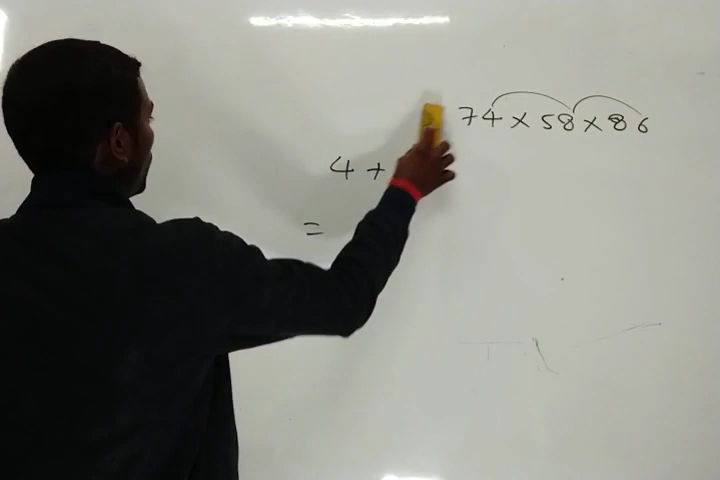 74 × 58 × 86
4 +
=